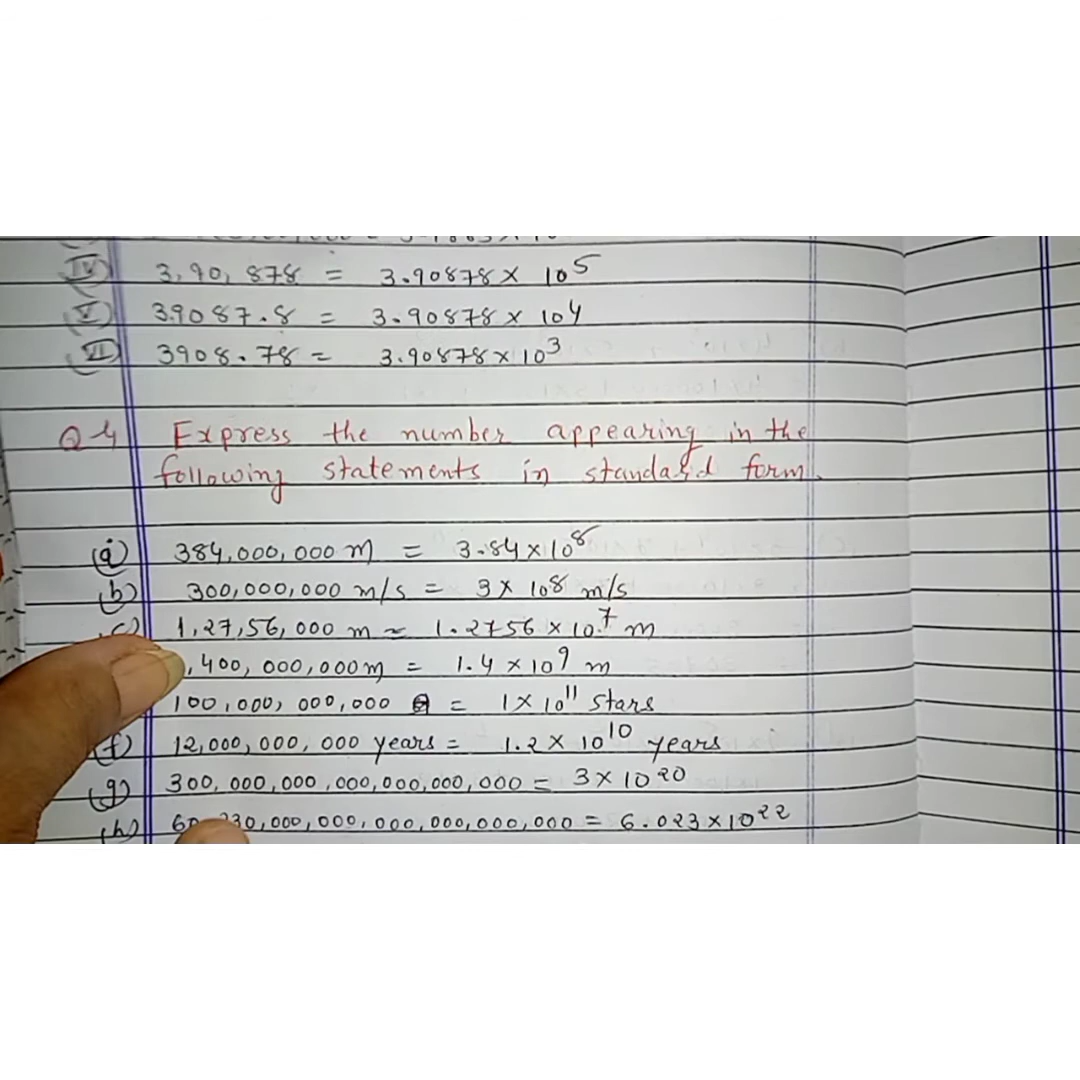 (IV) 3,90,878 = 3.90878 × 10⁵
(V) 39087.8 = 3.90878 × 10⁴
(VI) 3908.78 = 3.90878 × 10³
Q-4 Express the number appearing in the
following statements in standard form.
(a) 384,000,000 m = 3.84 × 10⁸
(b) 300,000,000 m/s = 3 × 10⁸ m/s
(c) 1,27,56,000 m = 1.2756 × 10⁷ m
,400,000,000 m = 1.4 × 10⁹ m
100,000,000,000 = 1 × 10¹¹ stars
(f) 12,000,000,000 years = 1.2 × 10¹⁰ years
(g) 300,000,000,000,000,000,000 = 3 × 10²⁰
(h) 60,230,000,000,000,000,000,000 = 6.023 × 10²²